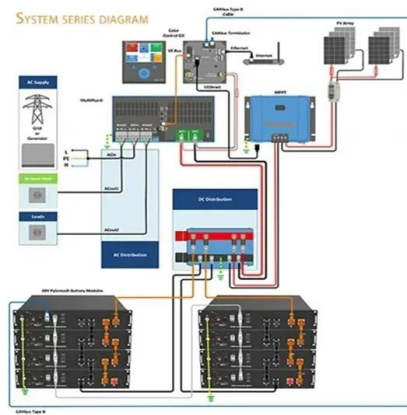 SYSTEM SERIES DIAGRAM
CANbus Type B
Cable
Color
Control GX
CANbus Terminator
PV Array
VE Bus
Ethernet
Internet
AC Supply
VE.Direct
MultiPlus-II
MPPT
Grid
or
Generator
L
PE
N
ACin
ACout1
DC Distribution
Loads
ACout2
AC Distribution
48V Pylontech Battery Modules
CANbus Type B